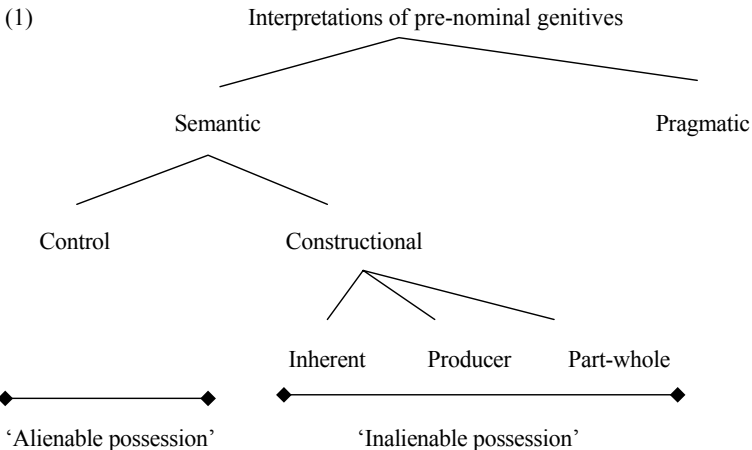 (1) Interpretations of pre-nominal genitives
Semantic Pragmatic
Control Constructional
Inherent Producer Part-whole
‘Alienable possession’ ‘Inalienable possession’